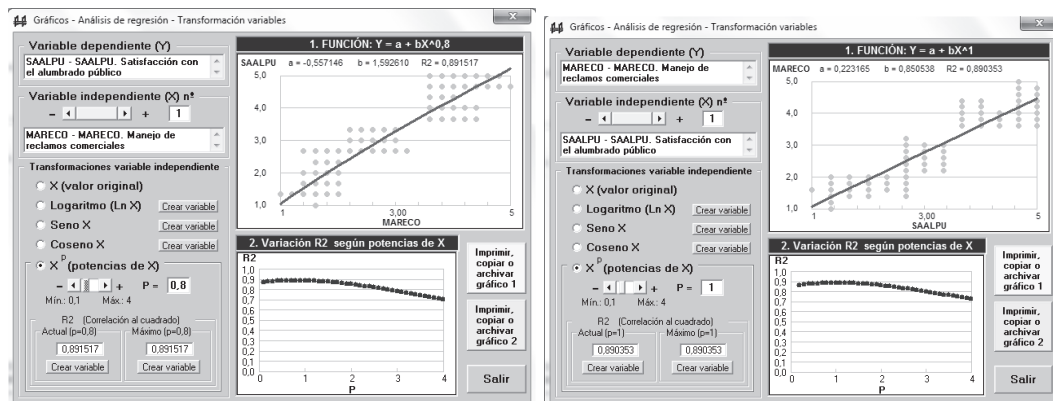 Gráficos - Análisis de regresión - Transformación variables
Variable dependiente (Y)
SAALPU - SAALPU. Satisfacción con
el alumbrado público
Variable independiente (X) nº
- + 1
MARECO - MARECO. Manejo de
reclamos comerciales
Transformaciones variable independiente
X (valor original)
Logaritmo (Ln X) Crear variable
Seno X Crear variable
Coseno X Crear variable
X p (potencias de X)
- + P = 0,8
Mín.: 0,1 Máx.: 4
R2 (Correlación al cuadrado)
Actual (p=0,8) Máximo (p=0,8)
0,891517 0,891517
Crear variable Crear variable
1. FUNCIÓN: Y = a + bX^0,8
SAALPU a = -0,557146 b = 1,592610 R2 = 0,891517
5,0
4,0
3,0
2,0
1,0
1 3,00 5
MARECO
2. Variación R2 según potencias de X
R2
1,0
0,9
0,8
0,7
0,6
0,5
0,4
0,3
0,2
0,1
0,0
0 1 2 3 4
P
Imprimir,
copiar o
archivar
gráfico 1
Imprimir,
copiar o
archivar
gráfico 2
Salir
Gráficos - Análisis de regresión - Transformación variables
Variable dependiente (Y)
MARECO - MARECO. Manejo de
reclamos comerciales
Variable independiente (X) nº
- + 1
SAALPU - SAALPU. Satisfacción con
el alumbrado público
Transformaciones variable independiente
X (valor original)
Logaritmo (Ln X) Crear variable
Seno X Crear variable
Coseno X Crear variable
X p (potencias de X)
- + P = 1
Mín.: 0,1 Máx.: 4
R2 (Correlación al cuadrado)
Actual (p=1) Máximo (p=1)
0,890353 0,890353
Crear variable Crear variable
1. FUNCIÓN: Y = a + bX^1
MARECO a = 0,223165 b = 0,850538 R2 = 0,890353
5,0
4,0
3,0
2,0
1,0
1 3,00 5
SAALPU
2. Variación R2 según potencias de X
R2
1,0
0,9
0,8
0,7
0,6
0,5
0,4
0,3
0,2
0,1
0,0
0 1 2 3 4
P
Imprimir,
copiar o
archivar
gráfico 1
Imprimir,
copiar o
archivar
gráfico 2
Salir